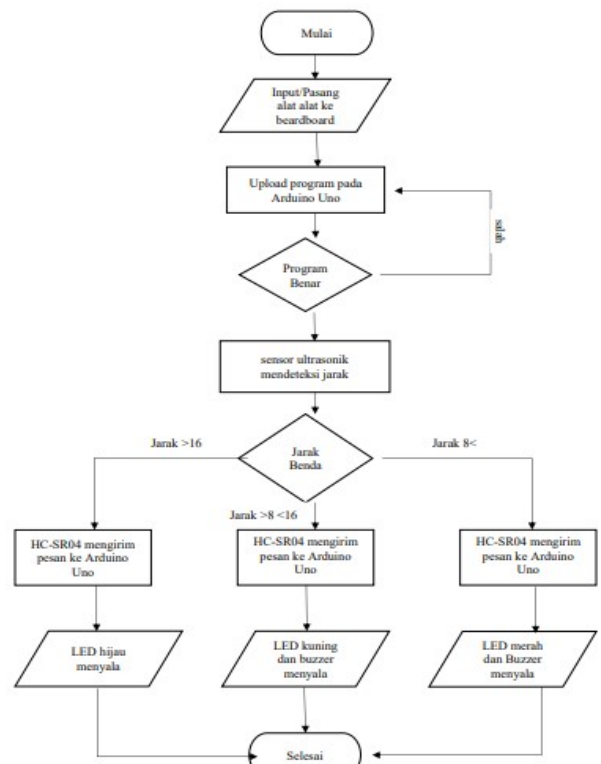 Mulai
Input/Pasang
alat alat ke
beardboard
Upload program pada
Arduino Uno
salah
Program
Benar
sensor ultrasonik
mendeteksi jarak
Jarak >16
Jarak
Benda
Jarak 8<
Jarak >8 <16
HC-SR04 mengirim
pesan ke Arduino
Uno
HC-SR04 mengirim
pesan ke Arduino
Uno
HC-SR04 mengirim
pesan ke Arduino
Uno
LED hijau
menyala
LED kuning
dan buzzer
menyala
LED merah
dan Buzzer
menyala
Selesai